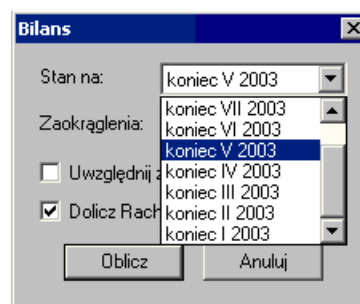 Bilans
Stan na: koniec V 2003
koniec VII 2003
Zaokrąglenia: koniec VI 2003
koniec V 2003
Uwzględnij koniec IV 2003
koniec III 2003
Dolicz Rach koniec II 2003
koniec I 2003
Oblicz Anuluj